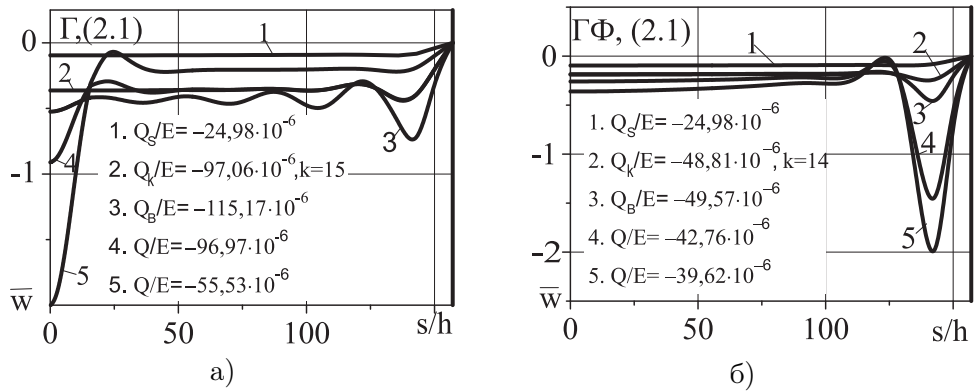 Γ,(2.1)
1
0
2
1. Q_S/E= –24,98·10^-6
3
4
-1
2. Q_k/E= –97,06·10^-6,k=15
3. Q_B/E= –115,17·10^-6
4. Q/E= –96,97·10^-6
5
5. Q/E= –55,53·10^-6
w̅
s/h
0 50 100
а)
ΓΦ, (2.1)
1
2
0
3
1. Q_S/E= –24,98·10^-6
4
-1
2. Q_k/E= –48,81·10^-6, k=14
3. Q_B/E= –49,57·10^-6
5
4. Q/E= –42,76·10^-6
-2
5. Q/E= –39,62·10^-6
w̅
s/h
0 50 100
б)